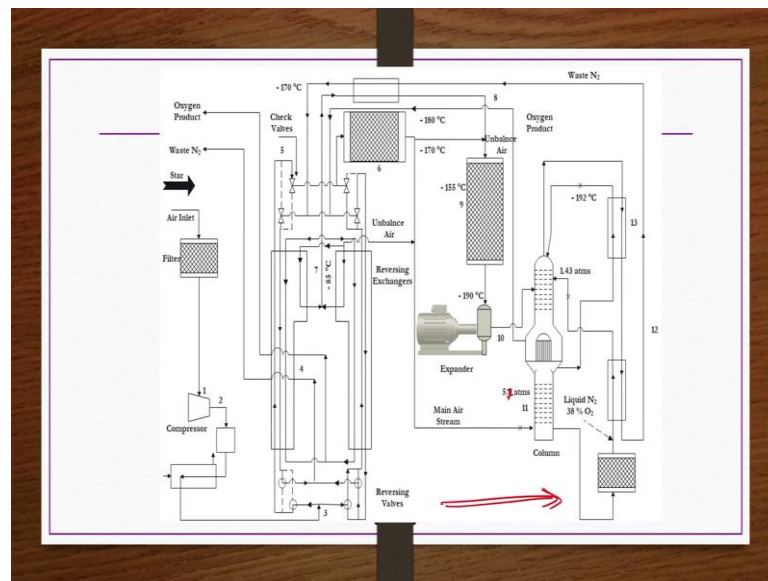 Waste N₂
- 170 °C
8
Oxygen
Product
Check
Valves
- 180 °C
Oxygen
Product
- 170 °C
Unbalnce
Air
Waste N₂
5
6
Star
- 155 °C
9
- 192 °C
13
Air Inlet
Unbalnce
Air
Filter
7
- 85 °C
Reversing
Exchangers
1.43 atms
- 190 °C
10
12
Expander
4
1
2
Compressor
atms
11
Liquid N₂
38 % O₂
Main Air
Stream
Column
Reversing
Valves
3